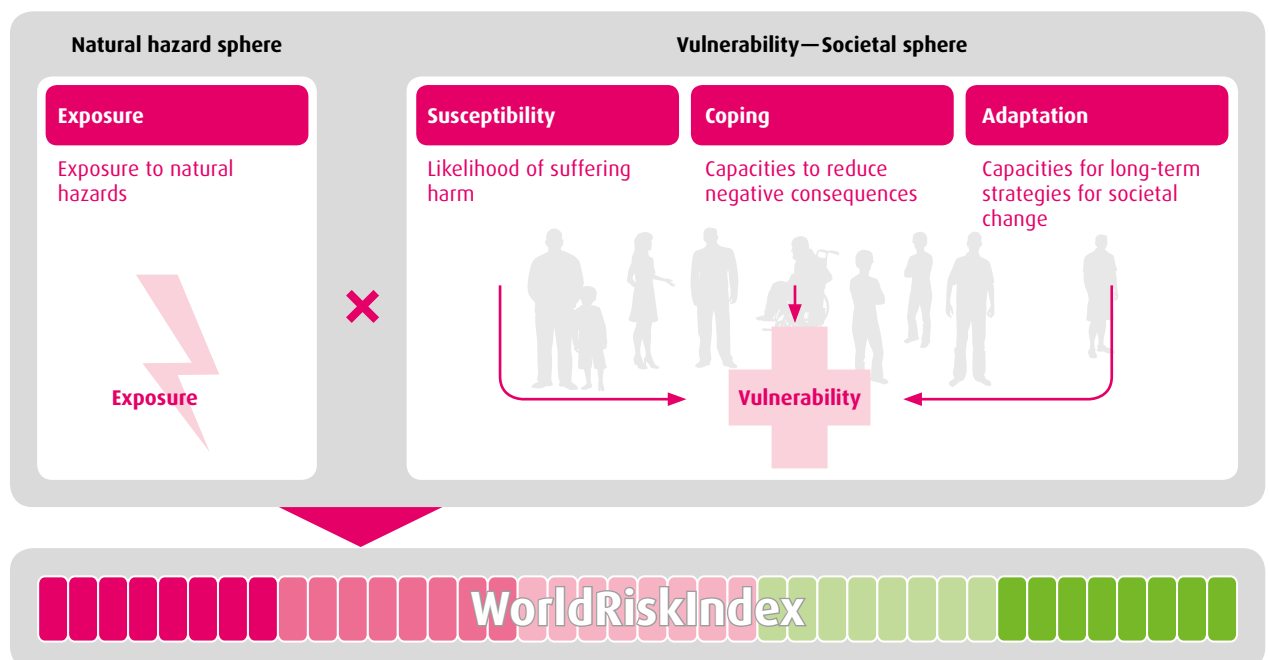 Natural hazard sphere
Vulnerability—Societal sphere
Exposure
Exposure to natural
hazards
Exposure
×
Susceptibility
Likelihood of suffering
harm
Coping
Capacities to reduce
negative consequences
Adaptation
Capacities for long-term
strategies for societal
change
Vulnerability
WorldRiskIndex